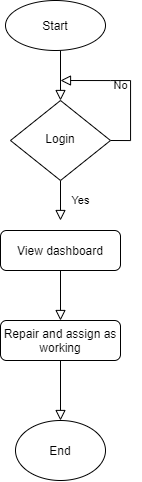 Start
No
Login
Yes
View dashboard
Repair and assign as
working
End